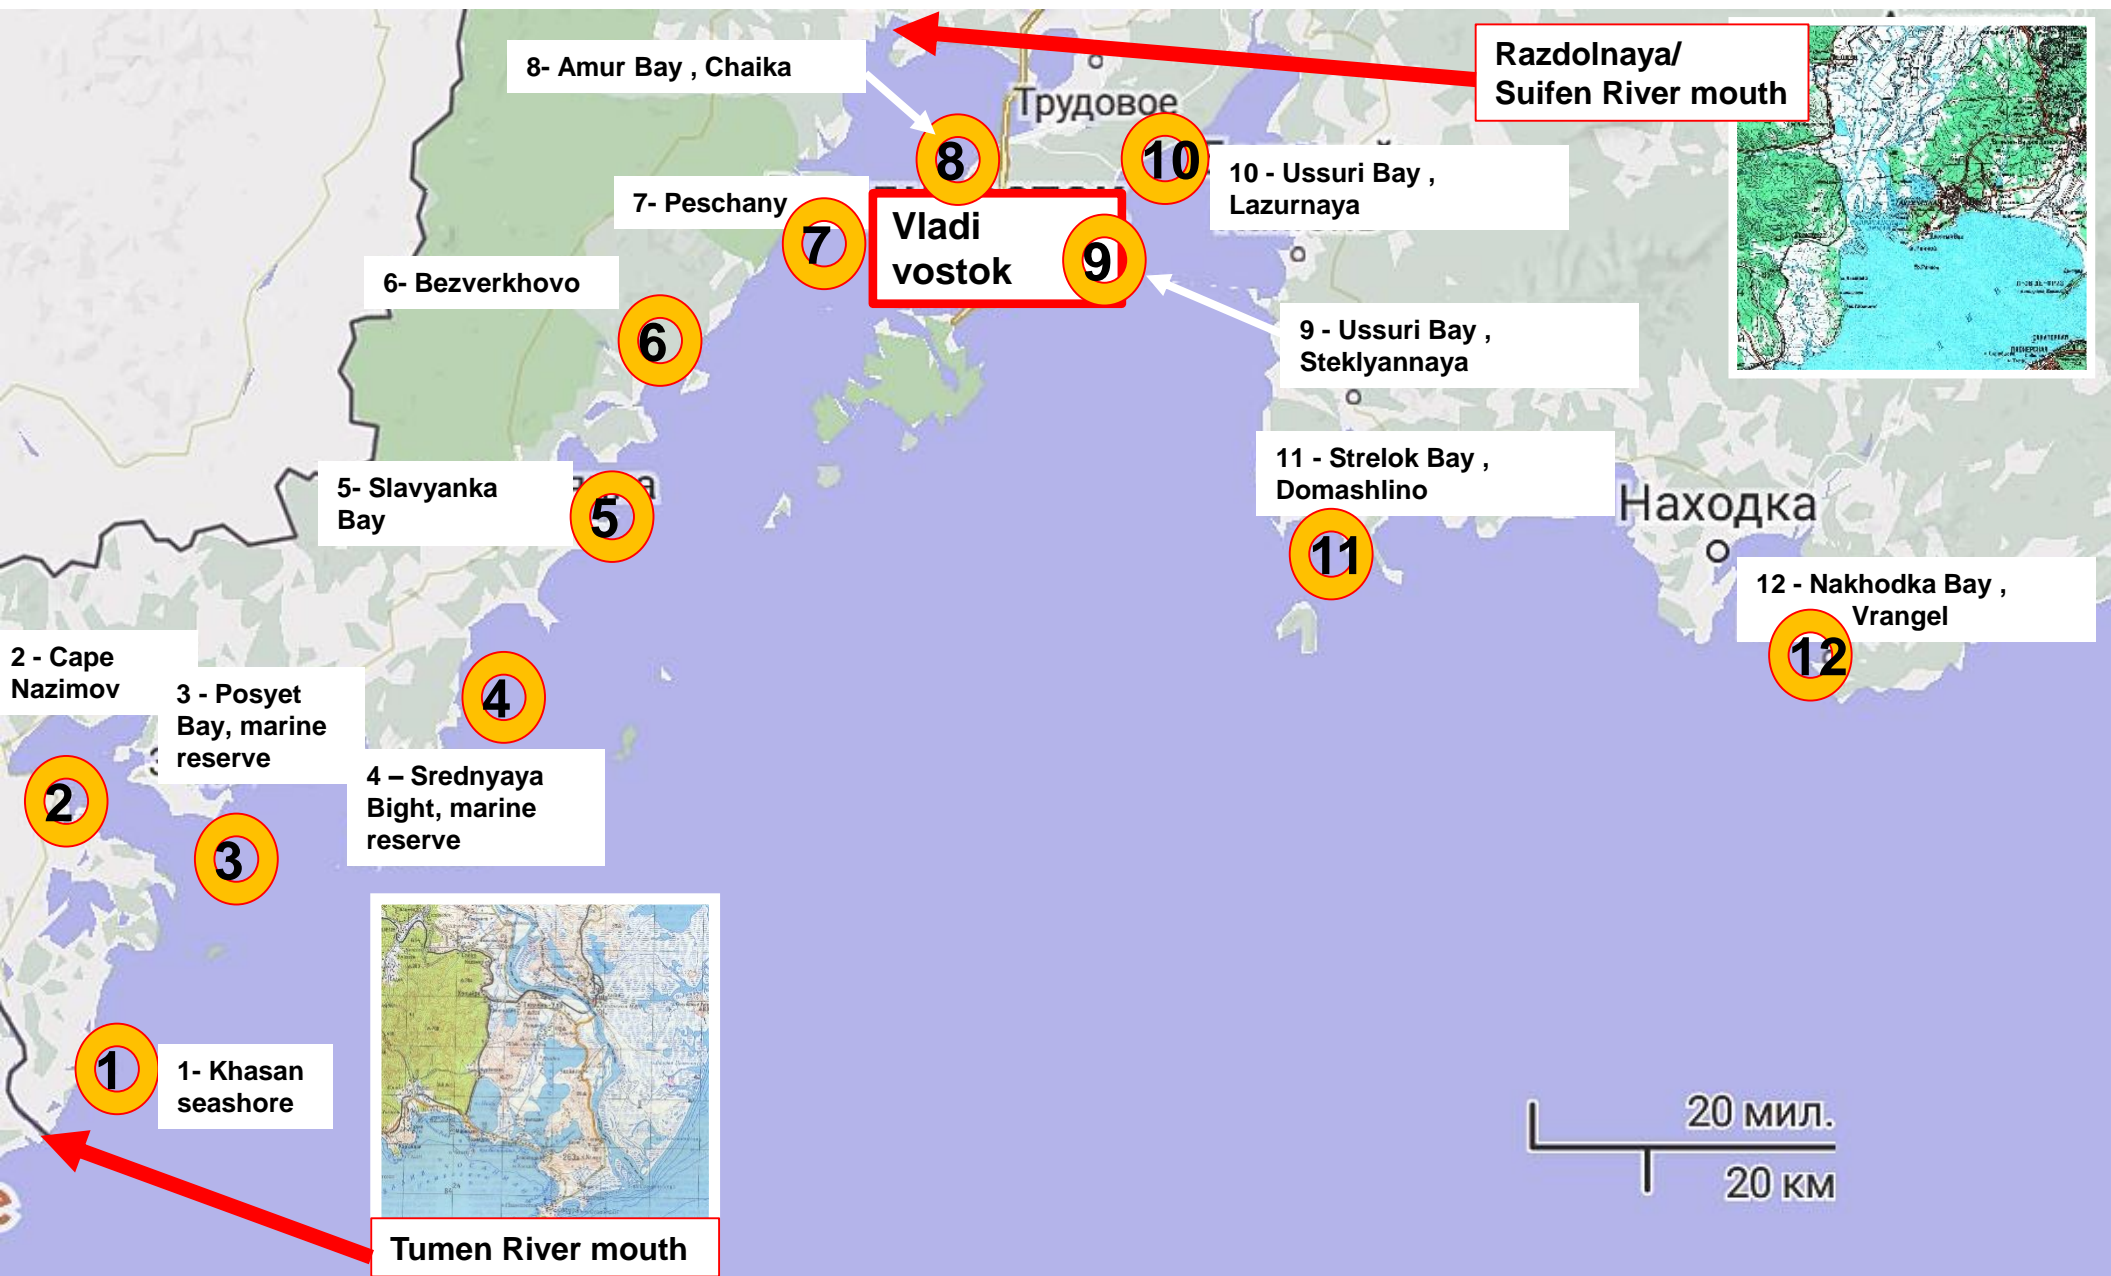 Razdolnaya/
Suifen River mouth
8- Amur Bay , Chaika
Трудовое
8
10
10 - Ussuri Bay ,
Lazurnaya
7- Peschany
7
Vladi
vostok
9
6- Bezverkhovo
6
9 - Ussuri Bay ,
Steklyannaya
5- Slavyanka
Bay
5
11 - Strelok Bay ,
Domashlino
11
Находка
12 - Nakhodka Bay ,
Vrangel
12
2 - Cape
Nazimov
2
3 - Posyet
Bay, marine
reserve
3
4
4 – Srednyaya
Bight, marine
reserve
1
1- Khasan
seashore
20 мил.
20 км
Tumen River mouth